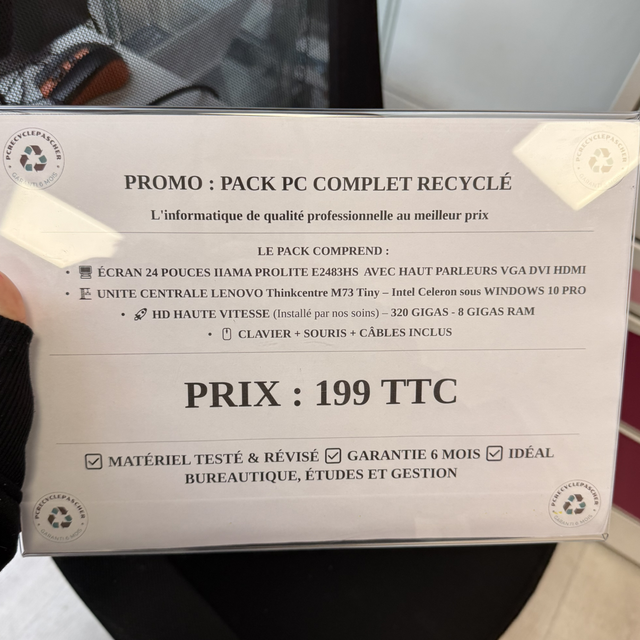 PCRECYCLEPASCHER
PROMO : PACK PC COMPLET RECYCLÉ
L'informatique de qualité professionnelle au meilleur prix
LE PACK COMPREND :
• ÉCRAN 24 POUCES IIAMA PROLITE E2483HS AVEC HAUT PARLEURS VGA DVI HDMI
• UNITE CENTRALE LENOVO Thinkcentre M73 Tiny – Intel Celeron sous WINDOWS 10 PRO
• HD HAUTE VITESSE (Installé par nos soins) – 320 GIGAS - 8 GIGAS RAM
• CLAVIER + SOURIS + CÂBLES INCLUS
PRIX : 199 TTC
☑ MATÉRIEL TESTÉ & RÉVISÉ ☑ GARANTIE 6 MOIS ☑ IDÉAL
BUREAUTIQUE, ÉTUDES ET GESTION
PCRECYCLEPASCHER
PCRECYCLEPASCHER